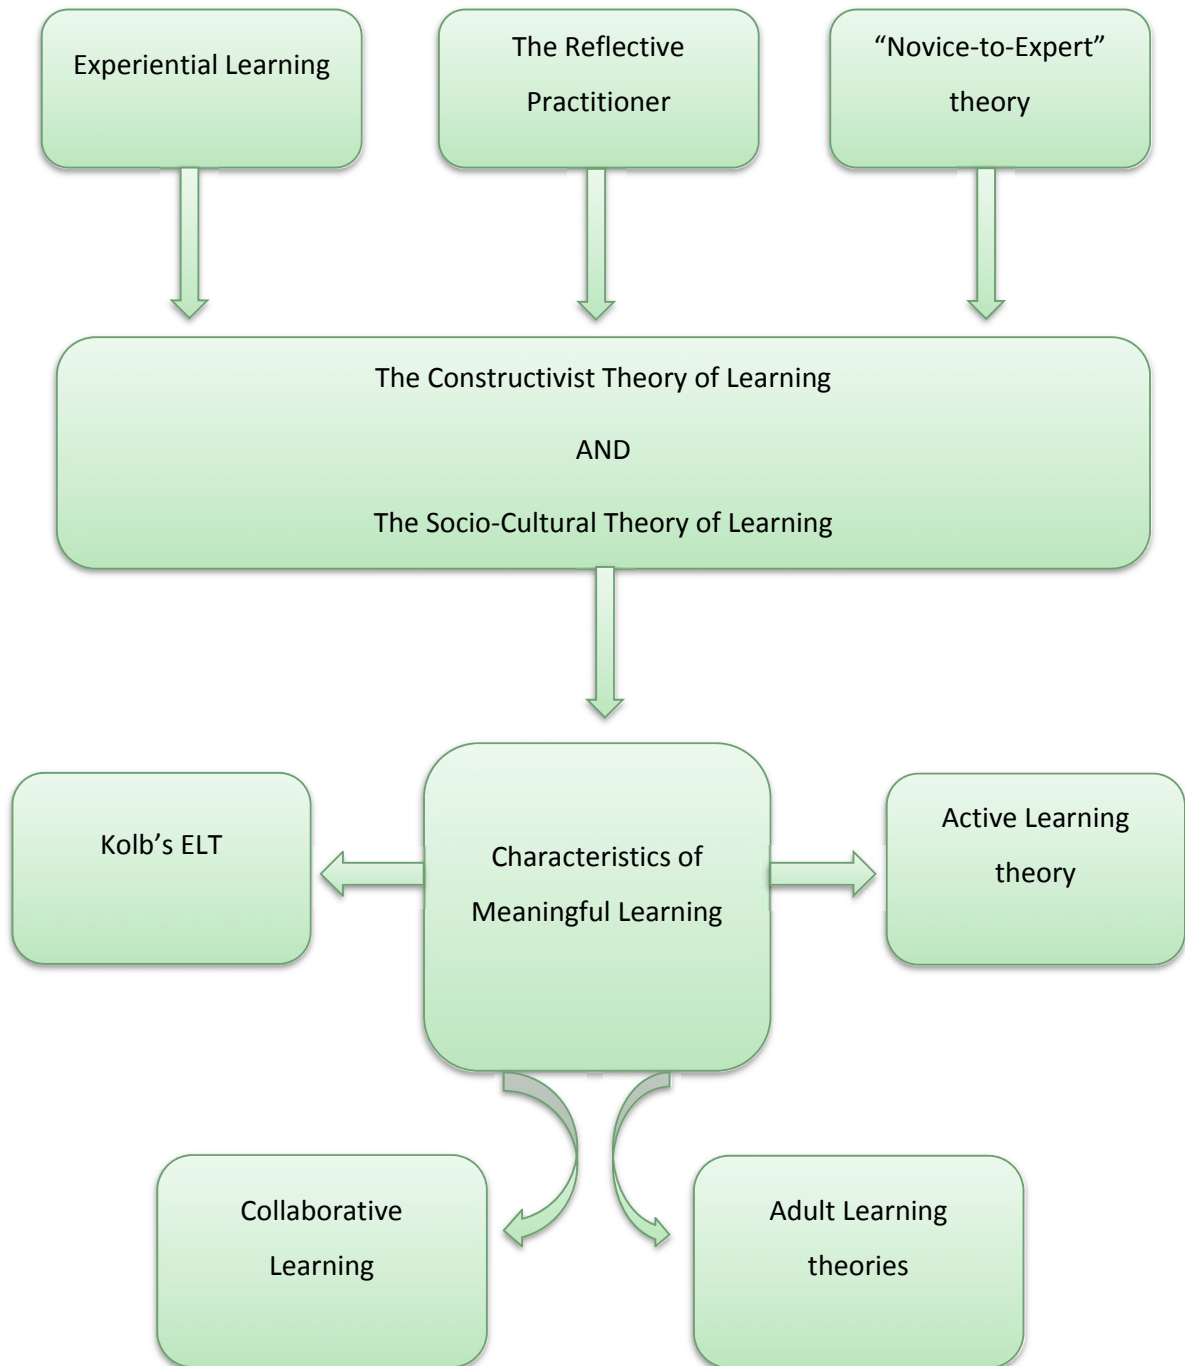 Experiential Learning
The Reflective
Practitioner
“Novice-to-Expert”
theory
The Constructivist Theory of Learning
AND
The Socio-Cultural Theory of Learning
Kolb’s ELT
Characteristics of
Meaningful Learning
Active Learning
theory
Collaborative
Learning
Adult Learning
theories